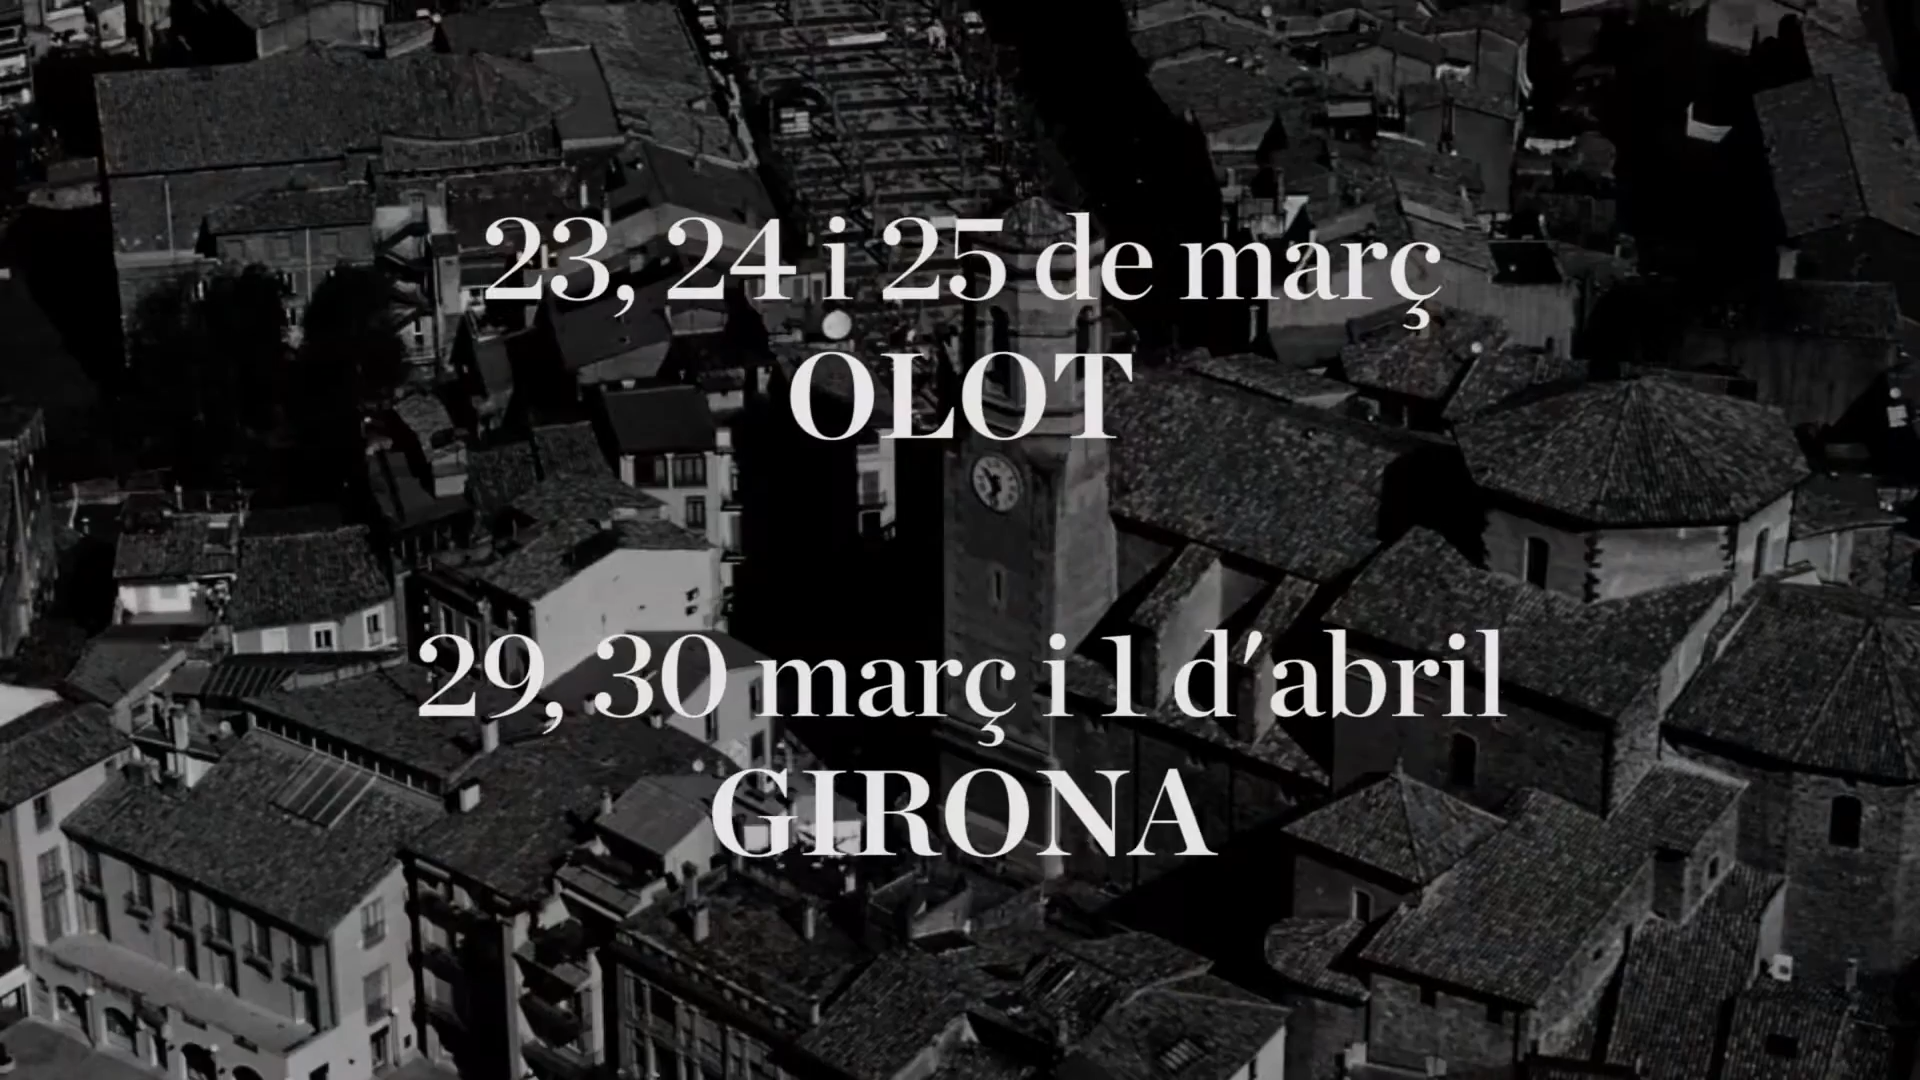 23, 24 i 25 de març
OLOT
29, 30 març i 1 d'abril
GIRONA